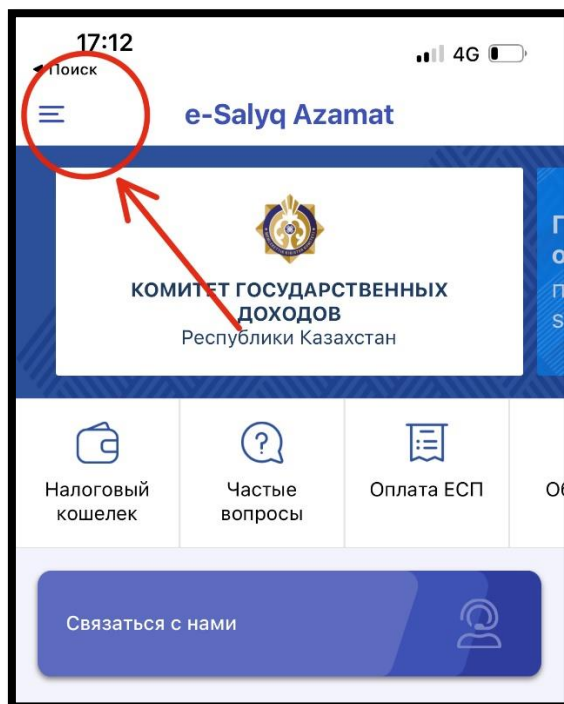 17:12
4G
Поиск
e-Salyq Azamat
КОМИТЕТ ГОСУДАРСТВЕННЫХ
ДОХОДОВ
Республики Казахстан
Налоговый
кошелек
Частые
вопросы
Оплата ЕСП
Связаться с нами